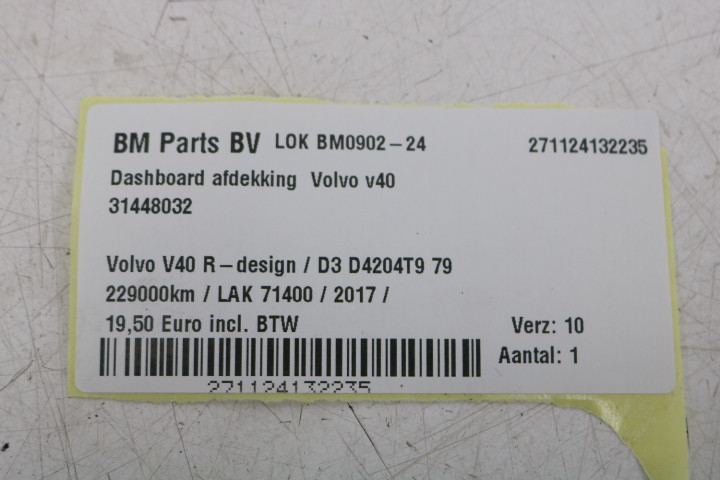 BM Parts BV LOK BM0902-24 271124132235
Dashboard afdekking Volvo v40
31448032
Volvo V40 R-design / D3 D4204T9 79
229000km / LAK 71400 / 2017 /
19,50 Euro incl. BTW Verz: 10
Aantal: 1
271124132235